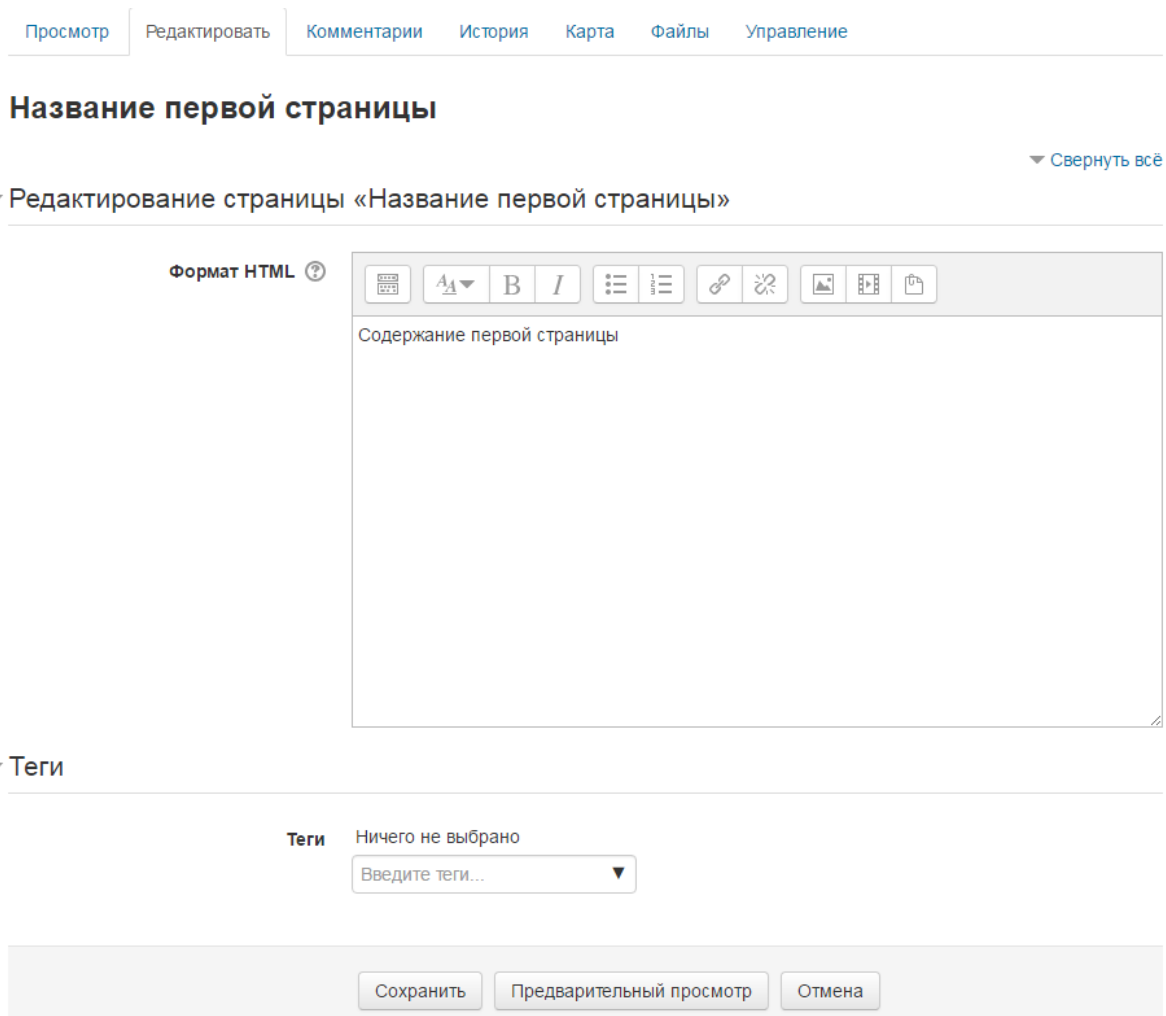 Просмотр Редактировать Комментарии История Карта Файлы Управление
Название первой страницы
Свернуть всё
Редактирование страницы «Название первой страницы»
Формат HTML
B I
Содержание первой страницы
Теги
Теги Ничего не выбрано
Введите теги...
Сохранить Предварительный просмотр Отмена